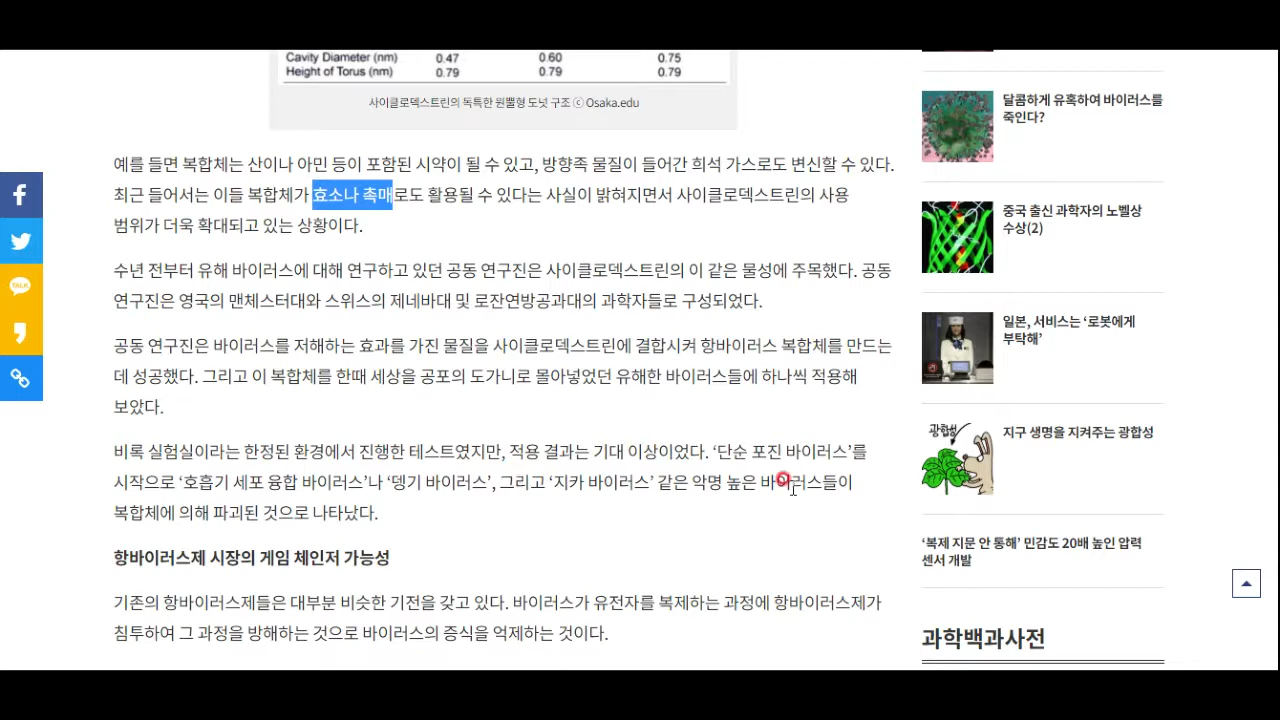 Cavity Diameter (nm) 0.47 0.60 0.75
Height of Torus (nm) 0.79 0.79 0.79
사이클로덱스트린의 독특한 원뿔형 도넛 구조 ⓒ Osaka.edu
예를 들면 복합체는 산이나 아민 등이 포함된 시약이 될 수 있고, 방향족 물질이 들어간 희석 가스로도 변신할 수 있다.
최근 들어서는 이들 복합체가 효소나 촉매로도 활용될 수 있다는 사실이 밝혀지면서 사이클로덱스트린의 사용
범위가 더욱 확대되고 있는 상황이다.
수년 전부터 유해 바이러스에 대해 연구하고 있던 공동 연구진은 사이클로덱스트린의 이 같은 물성에 주목했다. 공동
연구진은 영국의 맨체스터대와 스위스의 제네바대 및 로잔연방공과대의 과학자들로 구성되었다.
공동 연구진은 바이러스를 저해하는 효과를 가진 물질을 사이클로덱스트린에 결합시켜 항바이러스 복합체를 만드는
데 성공했다. 그리고 이 복합체를 한때 세상을 공포의 도가니로 몰아넣었던 유해한 바이러스들에 하나씩 적용해
보았다.
비록 실험실이라는 한정된 환경에서 진행한 테스트였지만, 적용 결과는 기대 이상이었다. ‘단순 포진 바이러스’를
시작으로 ‘호흡기 세포 융합 바이러스’나 ‘뎅기 바이러스’, 그리고 ‘지카 바이러스’ 같은 악명 높은 바이러스들이
복합체에 의해 파괴된 것으로 나타났다.
항바이러스제 시장의 게임 체인저 가능성
기존의 항바이러스제들은 대부분 비슷한 기전을 갖고 있다. 바이러스가 유전자를 복제하는 과정에 항바이러스제가
침투하여 그 과정을 방해하는 것으로 바이러스의 증식을 억제하는 것이다.
TALK
달콤하게 유혹하여 바이러스를
죽인다?
중국 출신 과학자의 노벨상
수상(2)
일본, 서비스는 ‘로봇에게
부탁해’
광합성
지구 생명을 지켜주는 광합성
‘복제 지문 안 통해’ 민감도 20배 높인 압력
센서 개발
과학백과사전